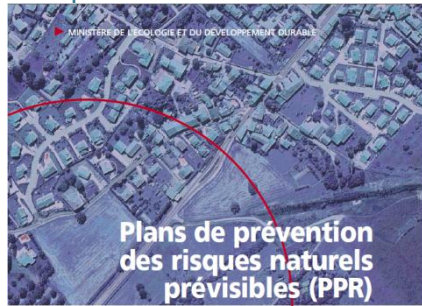 MINISTÈRE DE L'ÉCOLOGIE ET DU DÉVELOPPEMENT DURABLE
Plans de prévention
des risques naturels
prévisibles (PPR)